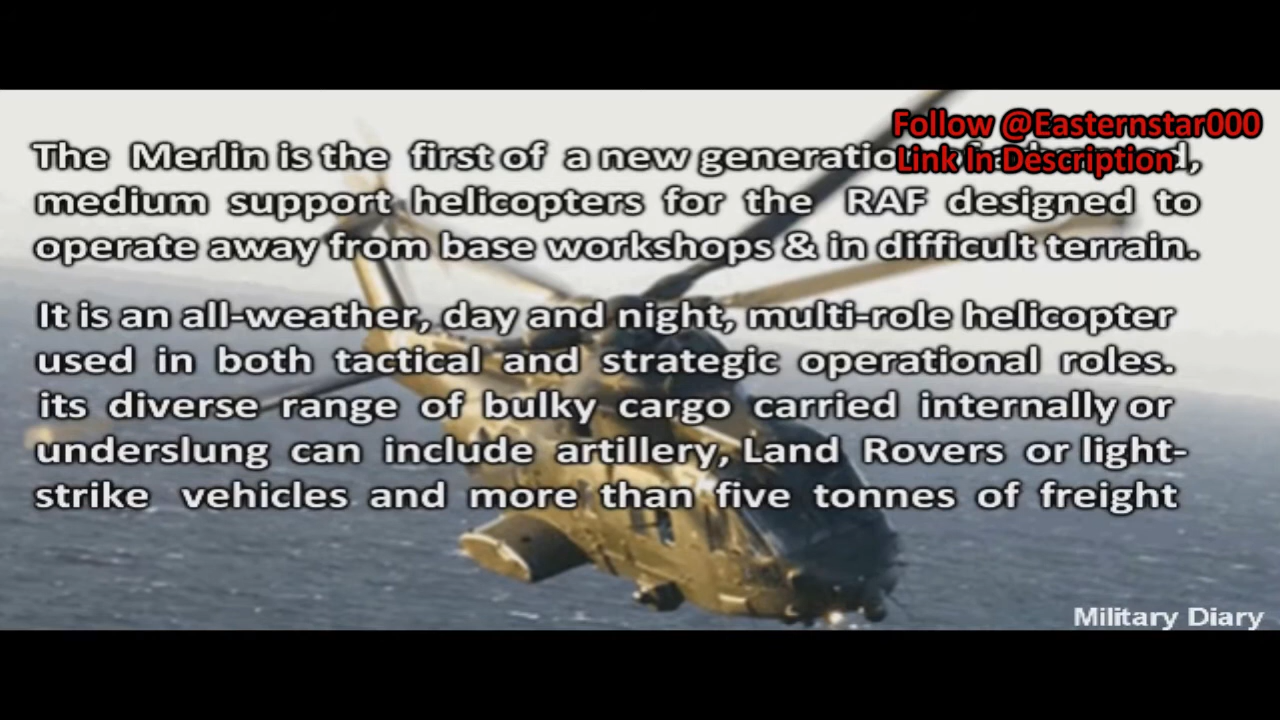 Follow @Easternstar000
Link In Description
The Merlin is the first of a new
medium support helicopters for the RAF designed to
operate away from base workshops & in difficult terrain.
It is an all-weather, day and night, multi-role helicopter
used in both tactical and strategic operational roles.
its diverse range of bulky cargo carried internally or
underslung can include artillery, Land Rovers or light-
strike vehicles and more than five tonnes of freight
Military Diary